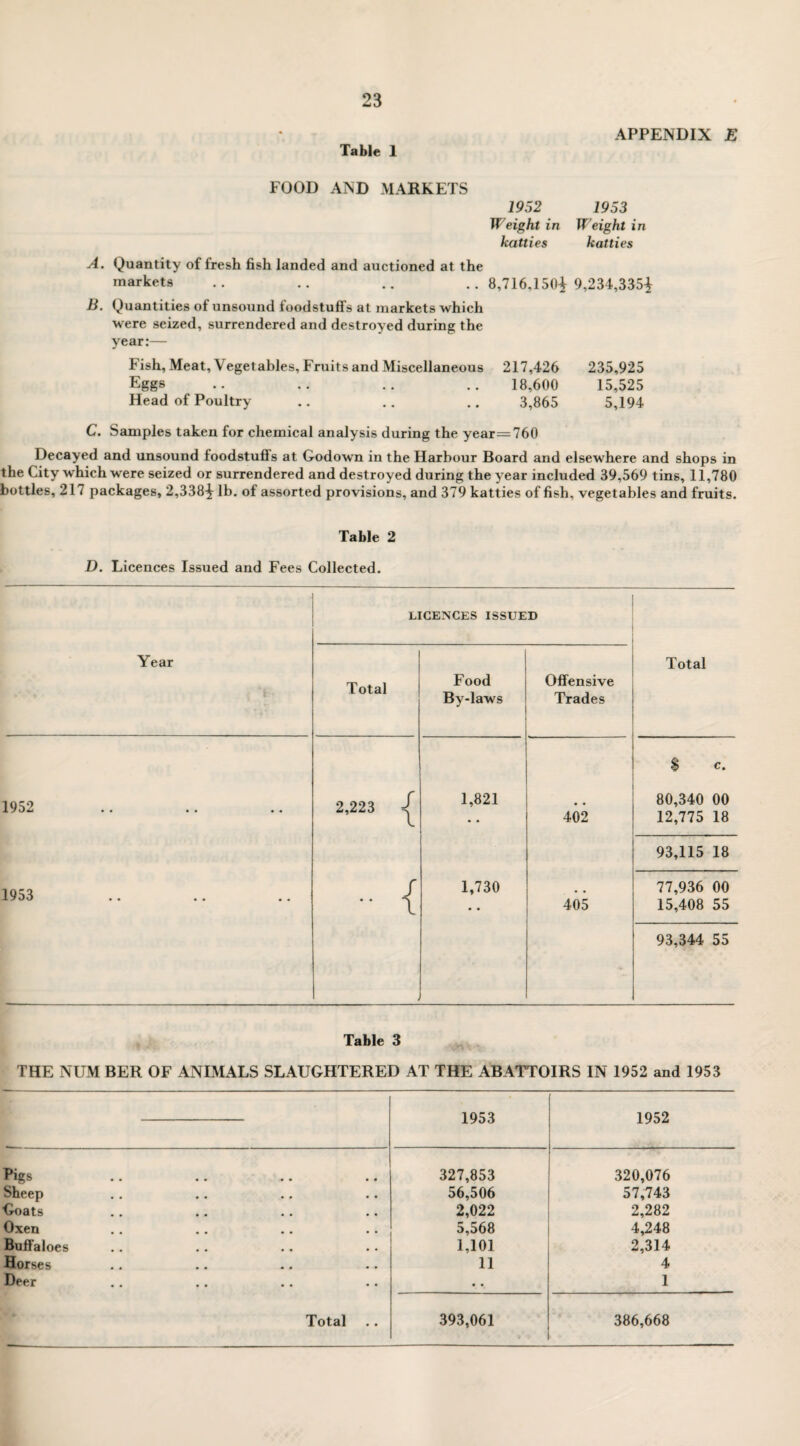 23
APPENDIX E
Table 1
FOOD AND MARKETS
1952 1953
Weight in Weight in
katties katties
A. Quantity of fresh fish landed and auctioned at the
markets .. .. .. .. 8,716,150½ 9,234,335½
B. Quantities of unsound foodstuffs at markets which
were seized, surrendered and destroyed during the
year:—
Fish, Meat, Vegetables, Fruits and Miscellaneous 217,426 235,925
Eggs .. .. .. .. 18,600 15,525
Head of Poultry .. .. .. 3,865 5,194
C. Samples taken for chemical analysis during the year=760
Decayed and unsound foodstuffs at Godown in the Harbour Board and elsewhere and shops in
the City which were seized or surrendered and destroyed during the year included 39,569 tins, 11,780
bottles, 217 packages, 2,338½ lb. of assorted provisions, and 379 katties of fish, vegetables and fruits.
Table 2
D. Licences Issued and Fees Collected.
LICENCES ISSUED
Year Total Food Offensive Total
By-laws Trades
$ c.
1952 .. .. .. 2,223 { 1,821 .. 80,340 00
.. 402 12,775 18
93,115 18
1953 .. .. .. .. { 1,730 .. 77,936 00
.. 405 15,408 55
93,344 55
Table 3
THE NUM BER OF ANIMALS SLAUGHTERED AT THE ABATTOIRS IN 1952 and 1953
1953 1952
Pigs .. .. .. .. 327,853 320,076
Sheep .. .. .. .. 56,506 57,743
Goats .. .. .. .. 2,022 2,282
Oxen .. .. .. .. 5,568 4,248
Buffaloes .. .. .. .. 1,101 2,314
Horses .. .. .. .. 11 4
Deer .. .. .. .. .. 1
Total .. 393,061 386,668